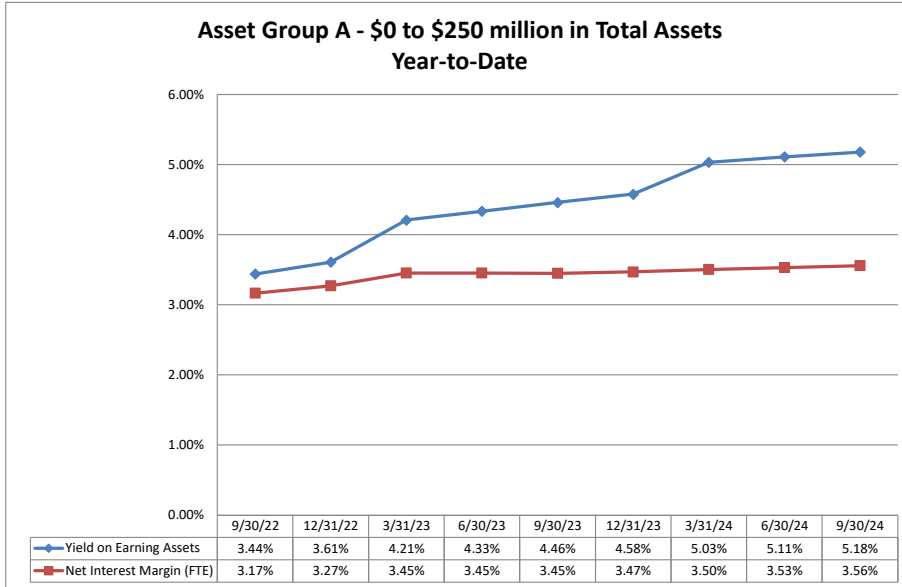 Asset Group A - $0 to $250 million in Total Assets
Year-to-Date
6.00%
5.00%
4.00%
3.00%
2.00%
1.00%
0.00%
9/30/22 12/31/22 3/31/23 6/30/23 9/30/23 12/31/23 3/31/24 6/30/24 9/30/24
Yield on Earning Assets 3.44% 3.61% 4.21% 4.33% 4.46% 4.58% 5.03% 5.11% 5.18%
Net Interest Margin (FTE) 3.17% 3.27% 3.45% 3.45% 3.45% 3.47% 3.50% 3.53% 3.56%